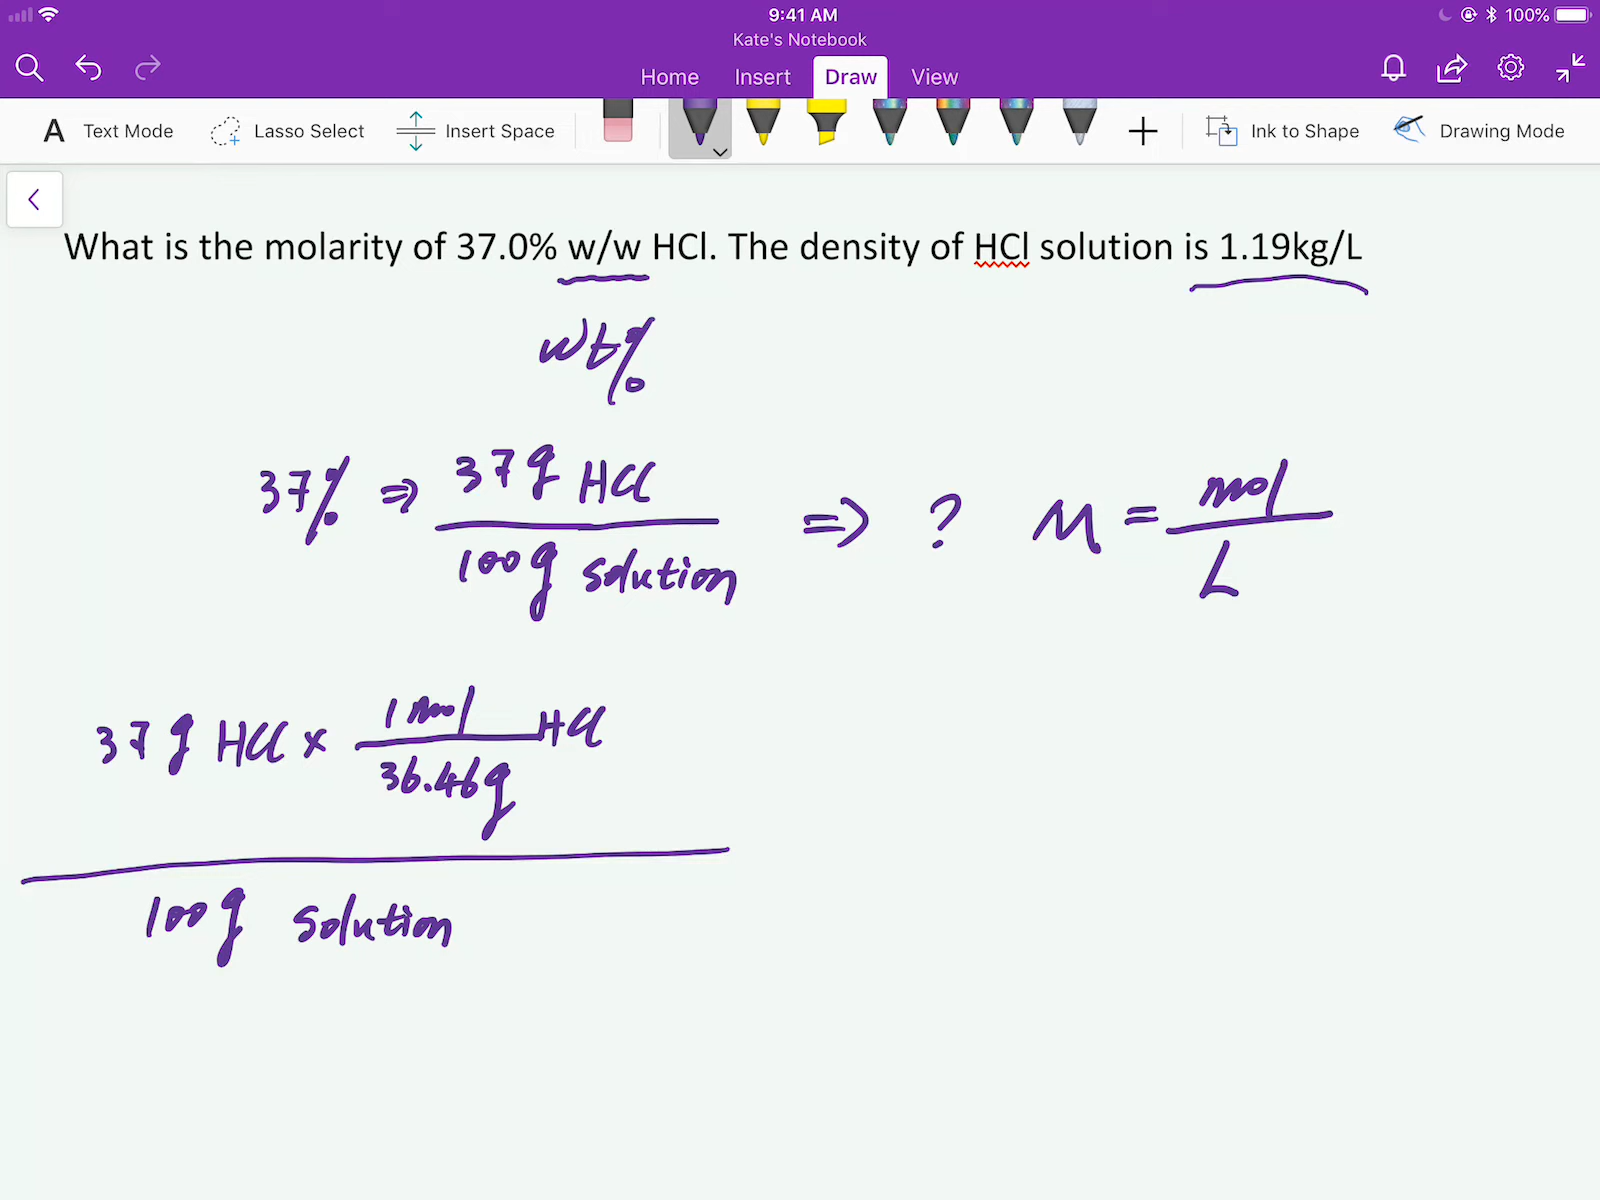 9:41 AM
100%
Kate's Notebook
Home Insert Draw View
A Text Mode Lasso Select Insert Space Ink to Shape Drawing Mode
What is the molarity of 37.0% w/w HCl. The density of HCl solution is 1.19kg/L
wt%
37% ⇒ 37g HCl / 100g solution ⇒ ? M = mol / L
37g HCl × 1 mol HCl / 36.46g
100g solution